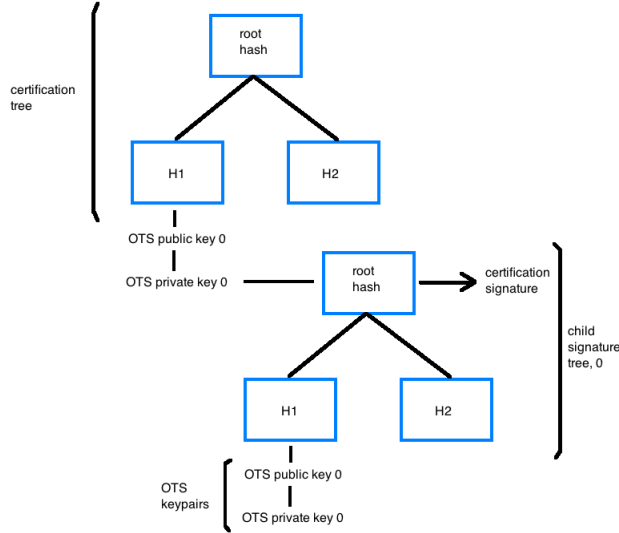 root
hash
certification
tree
H1
H2
OTS public key 0
OTS private key 0
root
hash
certification
signature
child
signature
tree, 0
H1
H2
OTS public key 0
OTS
keypairs
OTS private key 0